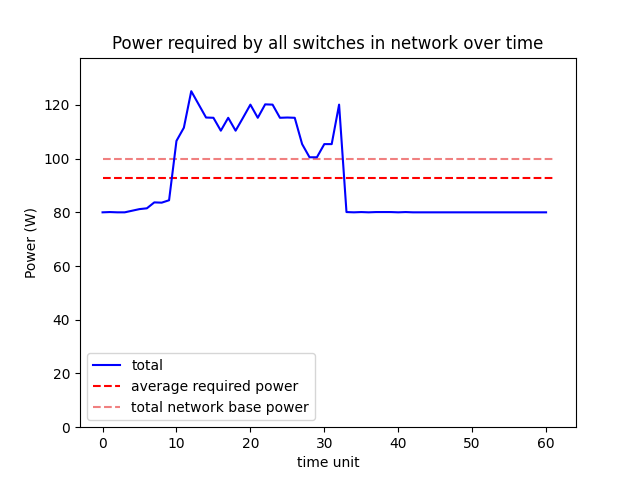 Power required by all switches in network over time
120
100
80
60
40
20
0
Power (W)
total
average required power
total network base power
0 10 20 30 40 50 60
time unit